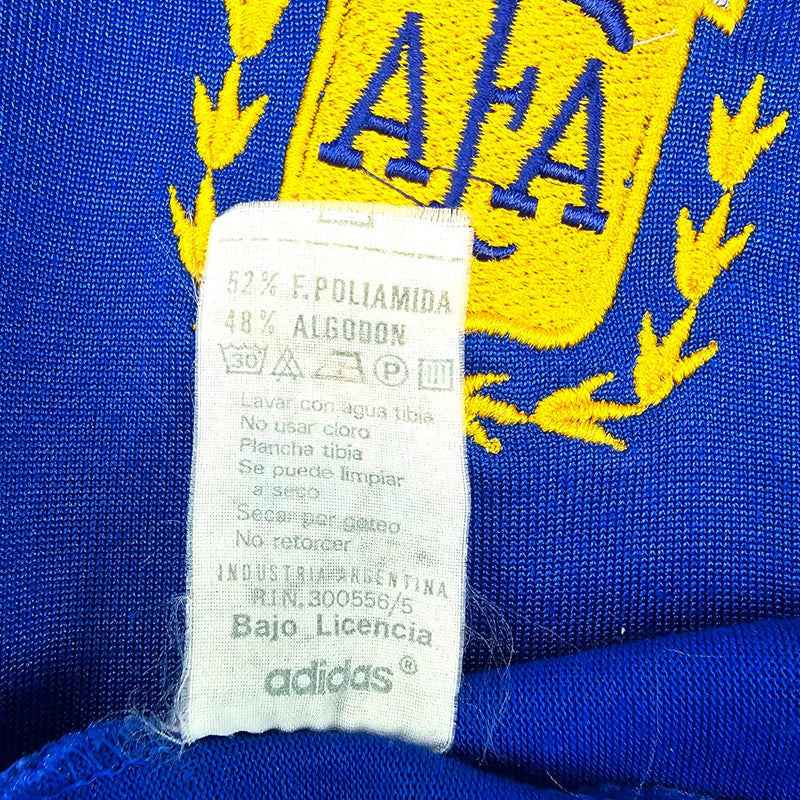 AFA
52% F.POLIAMIDA
48% ALGODON
30 P
Lavar con agua tibia
No usar cloro
Plancha tibia
Se puede limpiar
a seco
Secar por goteo
No retorcer
INDUSTRIA ARGENTINA
R.I.N. 300556/5
Bajo Licencia
adidas®